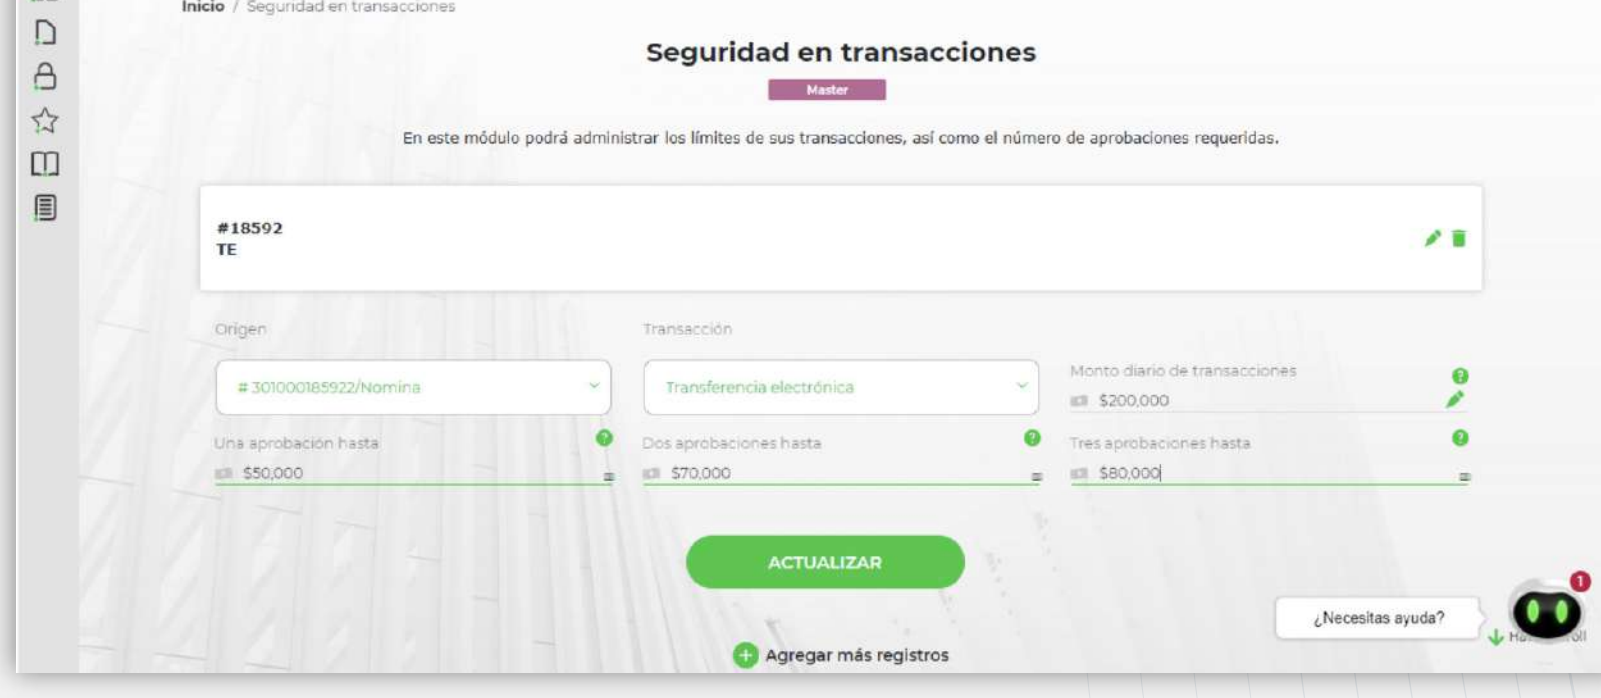 Inicio / Seguridad en transacciones
Seguridad en transacciones
Master
En este módulo podrá administrar los límites de sus transacciones, así como el número de aprobaciones requeridas.
#18592
TE
Origen
Transacción
# 301000185922/Nomina
Transferencia electrónica
Monto diario de transacciones
$200,000
Una aprobación hasta
Dos aprobaciones hasta
Tres aprobaciones hasta
$50,000
$70,000
$80,000
ACTUALIZAR
¿Necesitas ayuda?
1
Agregar más registros